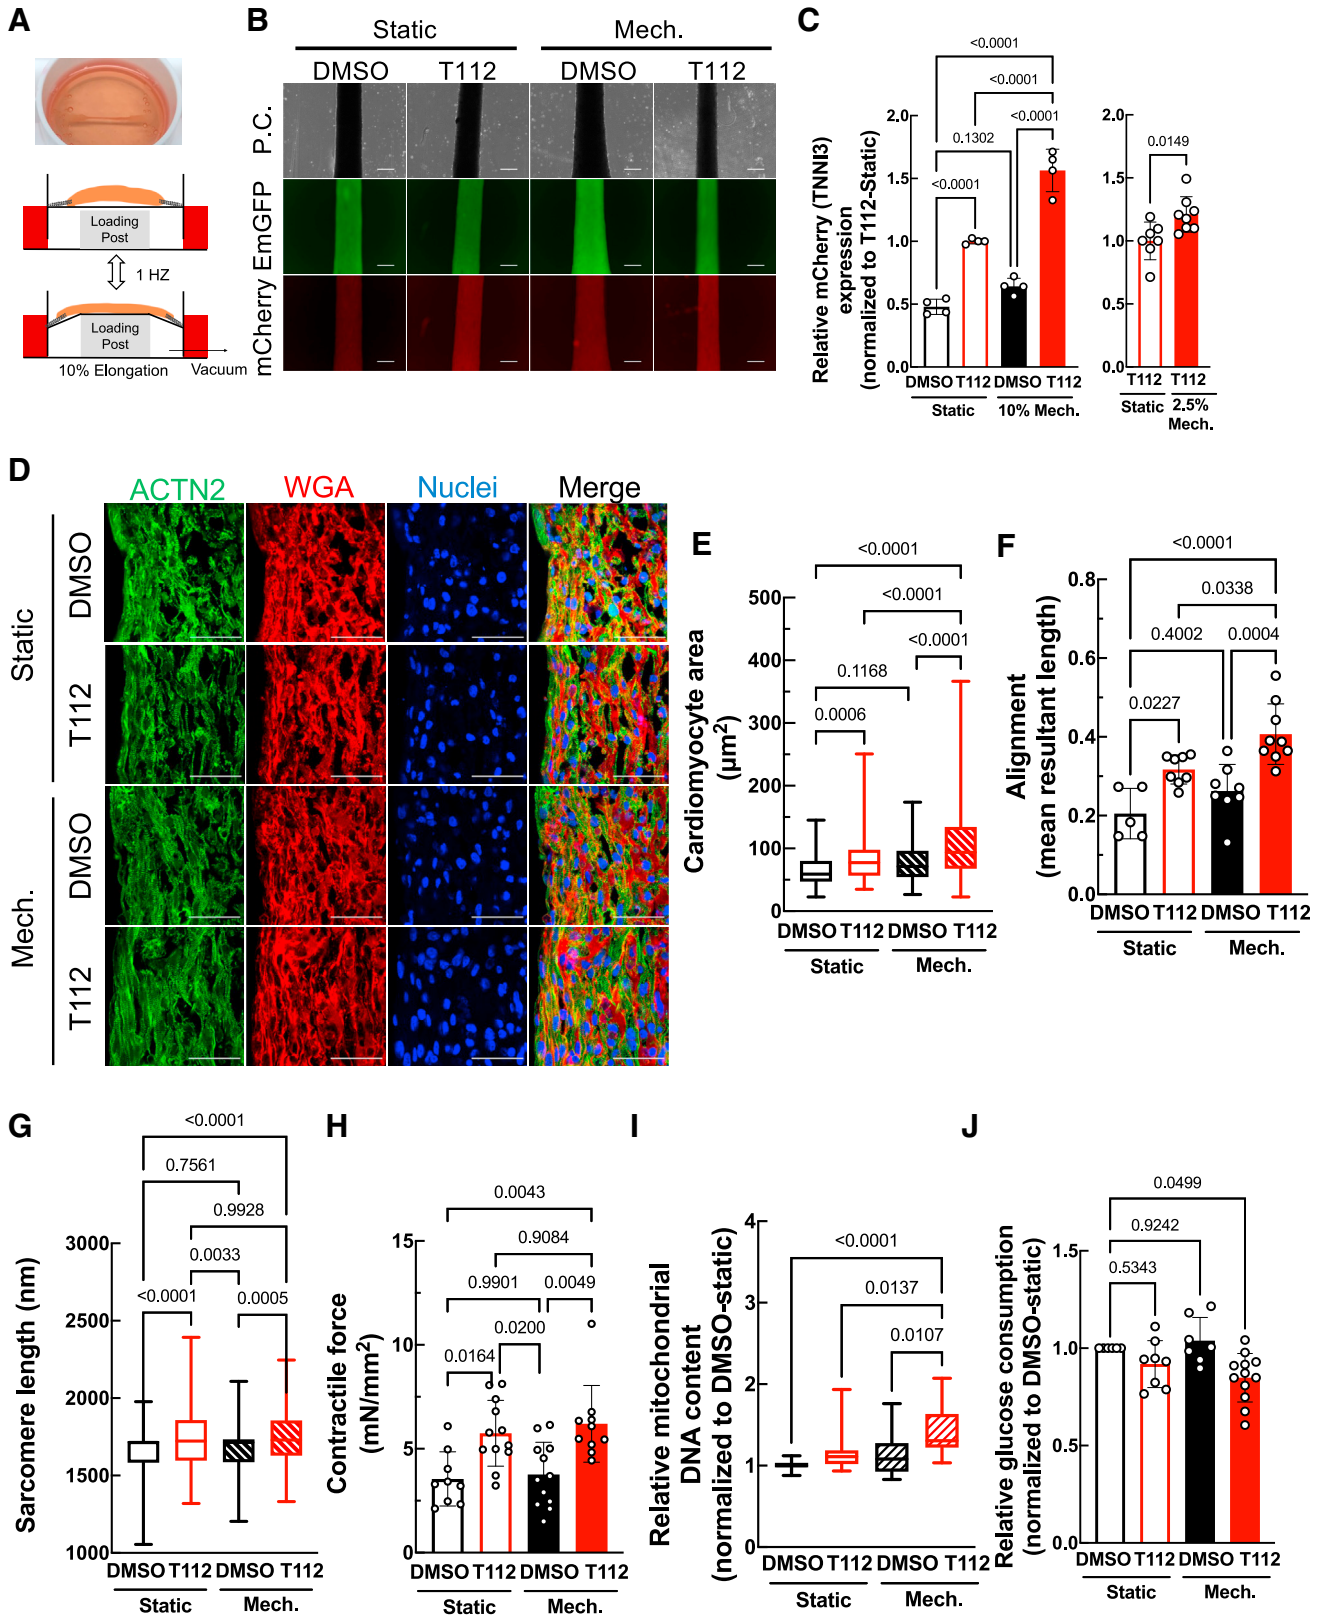 A
Loading
Post
1 HZ
Loading
Post
10% Elongation
Vacuum
B
Static
Mech.
DMSO
T112
DMSO
T112
P.C.
EmGFP
mCherry
C
Relative mCherry (TNNI3)
expression
(normalized to T112-Static)
<0.0001
<0.0001
<0.0001
0.1302
<0.0001
2.0
1.5
1.0
0.5
0.0
DMSO T112 DMSO T112
Static 10% Mech.
0.0149
2.0
1.5
1.0
0.5
0.0
T112 T112
Static 2.5%
Mech.
D
ACTN2 WGA Nuclei Merge
Static
DMSO
T112
Mech.
DMSO
T112
E
Cardiomyocyte area
(µm²)
<0.0001
<0.0001
<0.0001
0.1168
0.0006
500
400
300
200
100
0
DMSO T112 DMSO T112
Static Mech.
F
Alignment
(mean resultant length)
<0.0001
0.0338
0.4002 0.0004
0.0227
0.8
0.6
0.4
0.2
0.0
DMSO T112 DMSO T112
Static Mech.
G
Sarcomere length (nm)
<0.0001
0.7561
0.9928
0.0033
<0.0001 0.0005
3000
2500
2000
1500
1000
DMSO T112 DMSO T112
Static Mech.
H
Contractile force
(mN/mm²)
0.0043
0.9084
0.9901 0.0049
0.0200
0.0164
15
10
5
0
DMSO T112 DMSO T112
Static Mech.
I
Relative mitochondrial
DNA content
(normalized to DMSO-static)
<0.0001
0.0137
0.0107
4
3
2
1
0
DMSO T112 DMSO T112
Static Mech.
J
Relative glucose consumption
(normalized to DMSO-static)
0.0499
0.9242
0.5343
1.5
1.0
0.5
0.0
DMSO T112 DMSO T112
Static Mech.